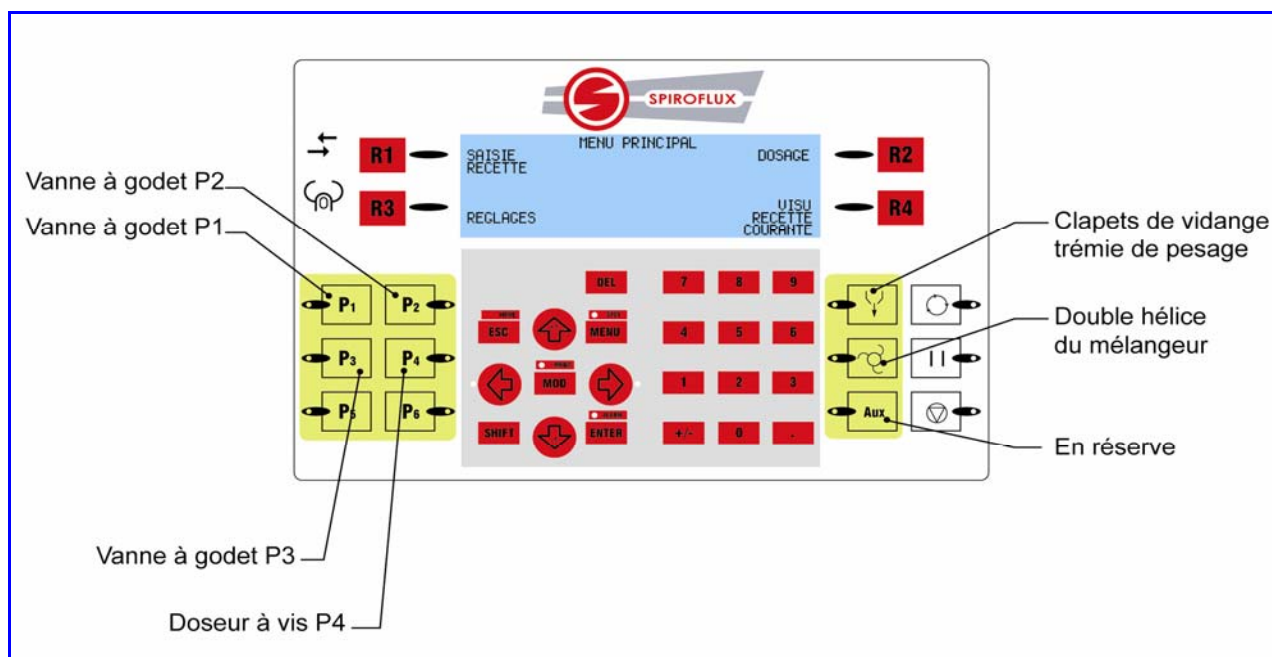 SPIROFLUX
MENU PRINCIPAL
R1
SAISIE
RECETTE
DOSAGE
R2
R3
REGLAGES
VISU
RECETTE
COURANTE
R4
Vanne à godet P2
Vanne à godet P1
Clapets de vidange
trémie de pesage
Double hélice
du mélangeur
En réserve
P1
P2
P3
P4
P5
P6
Aux
DEL
7
8
9
ESC
MENU
4
5
6
MOD
1
2
3
SHIFT
ENTER
+/-
0
.
Vanne à godet P3
Doseur à vis P4